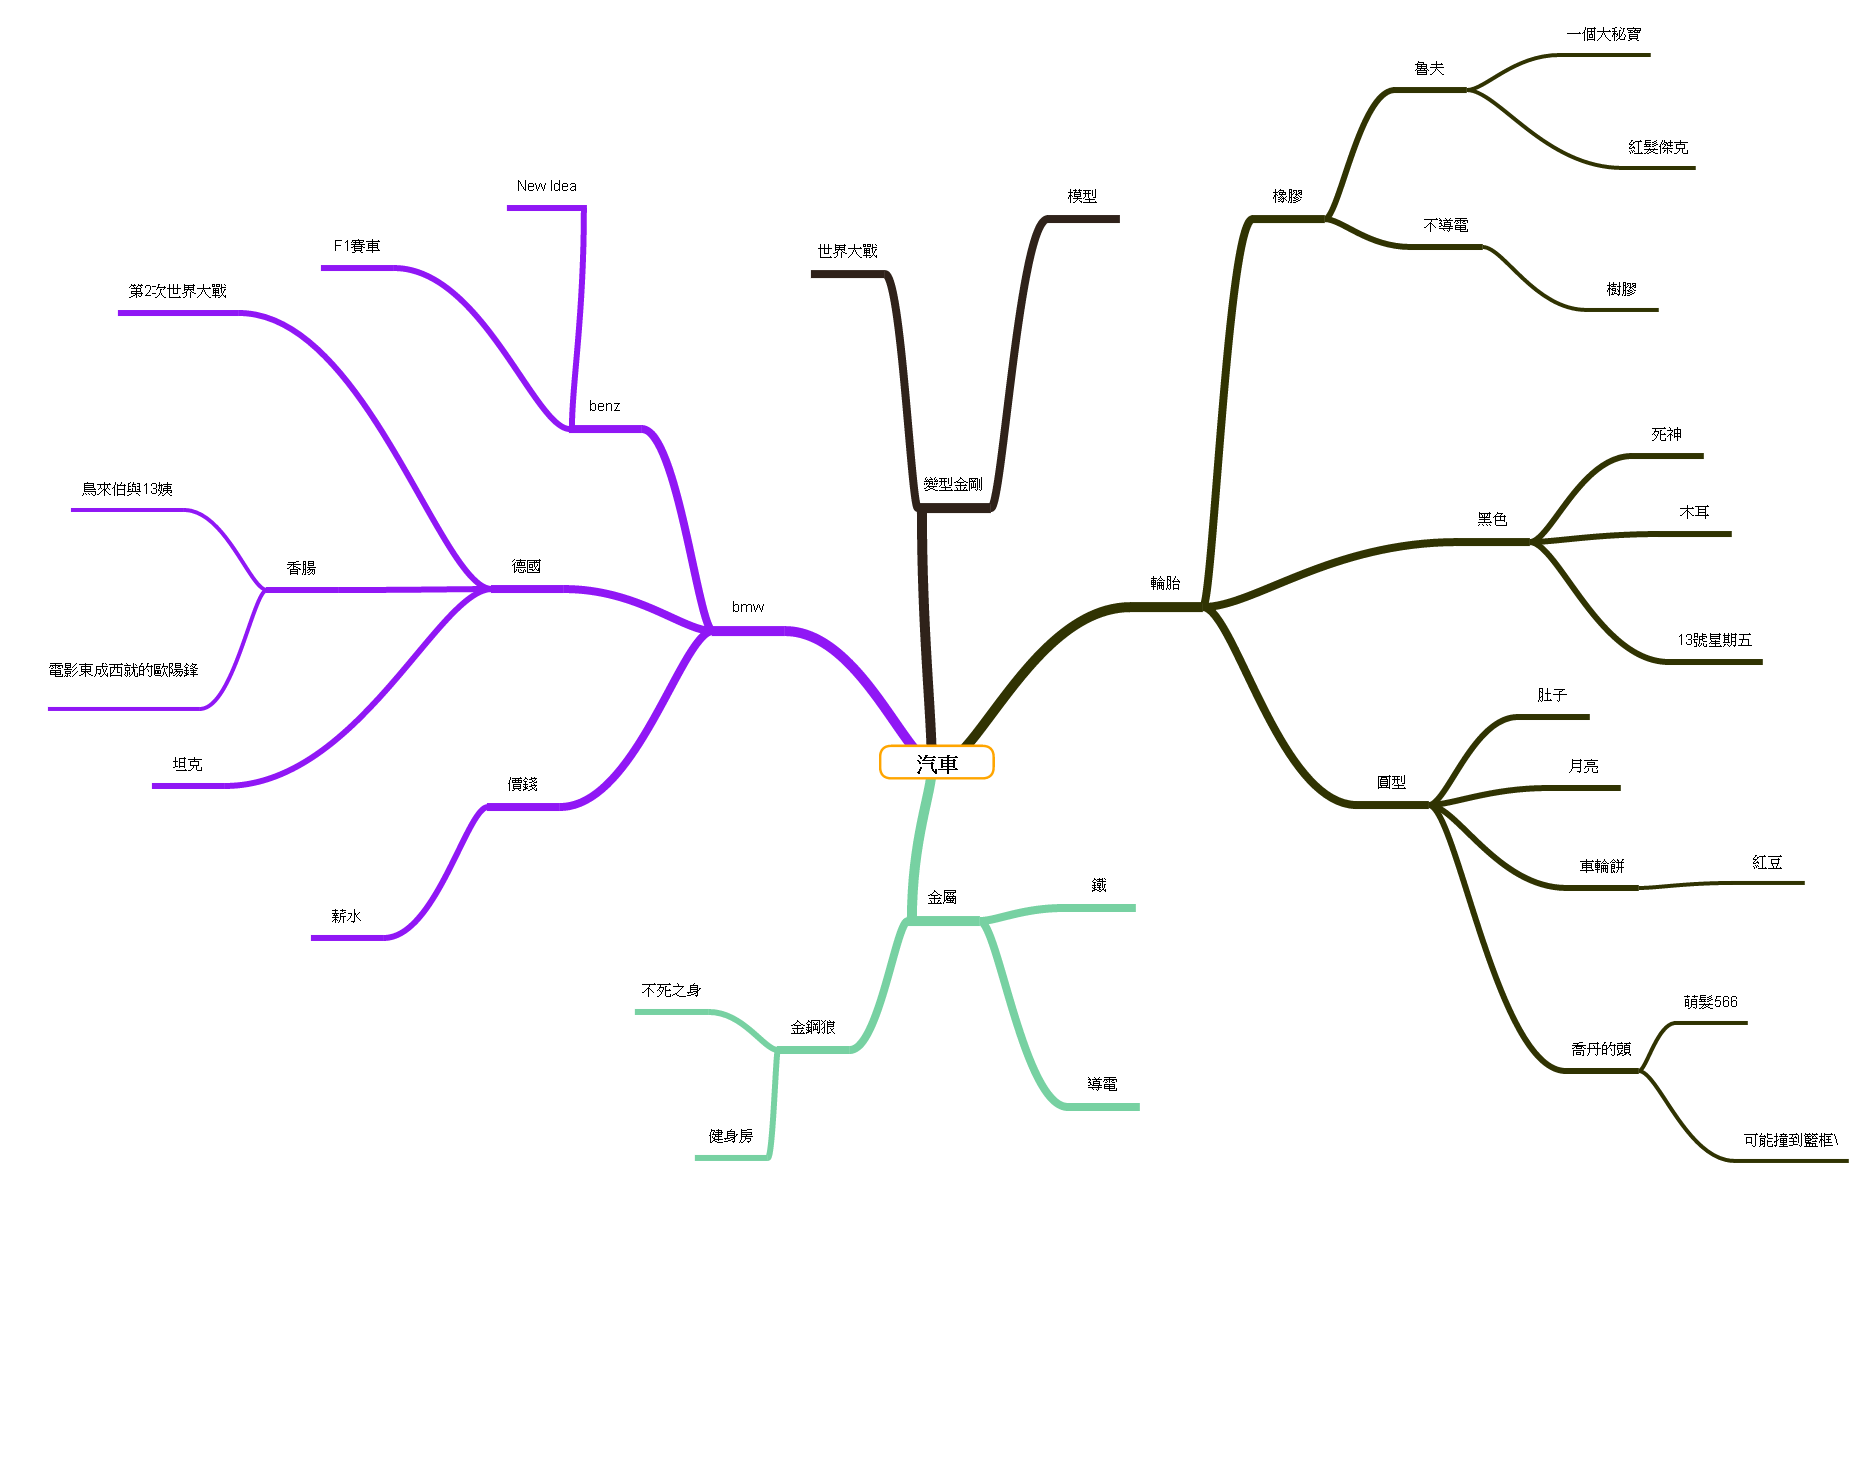 一個大秘寶
魯夫
紅髮傑克
New Idea
模型
橡膠
不導電
F1賽車
世界大戰
第2次世界大戰
樹膠
benz
死神
鳥來伯與13姨
變型金剛
木耳
黑色
香腸
德國
輪胎
bmw
13號星期五
電影東成西就的歐陽鋒
肚子
坦克
汽車
月亮
價錢
圓型
車輪餅
紅豆
鐵
金屬
薪水
不死之身
萌髮566
金鋼狼
喬丹的頭
導電
健身房
可能撞到籃框\